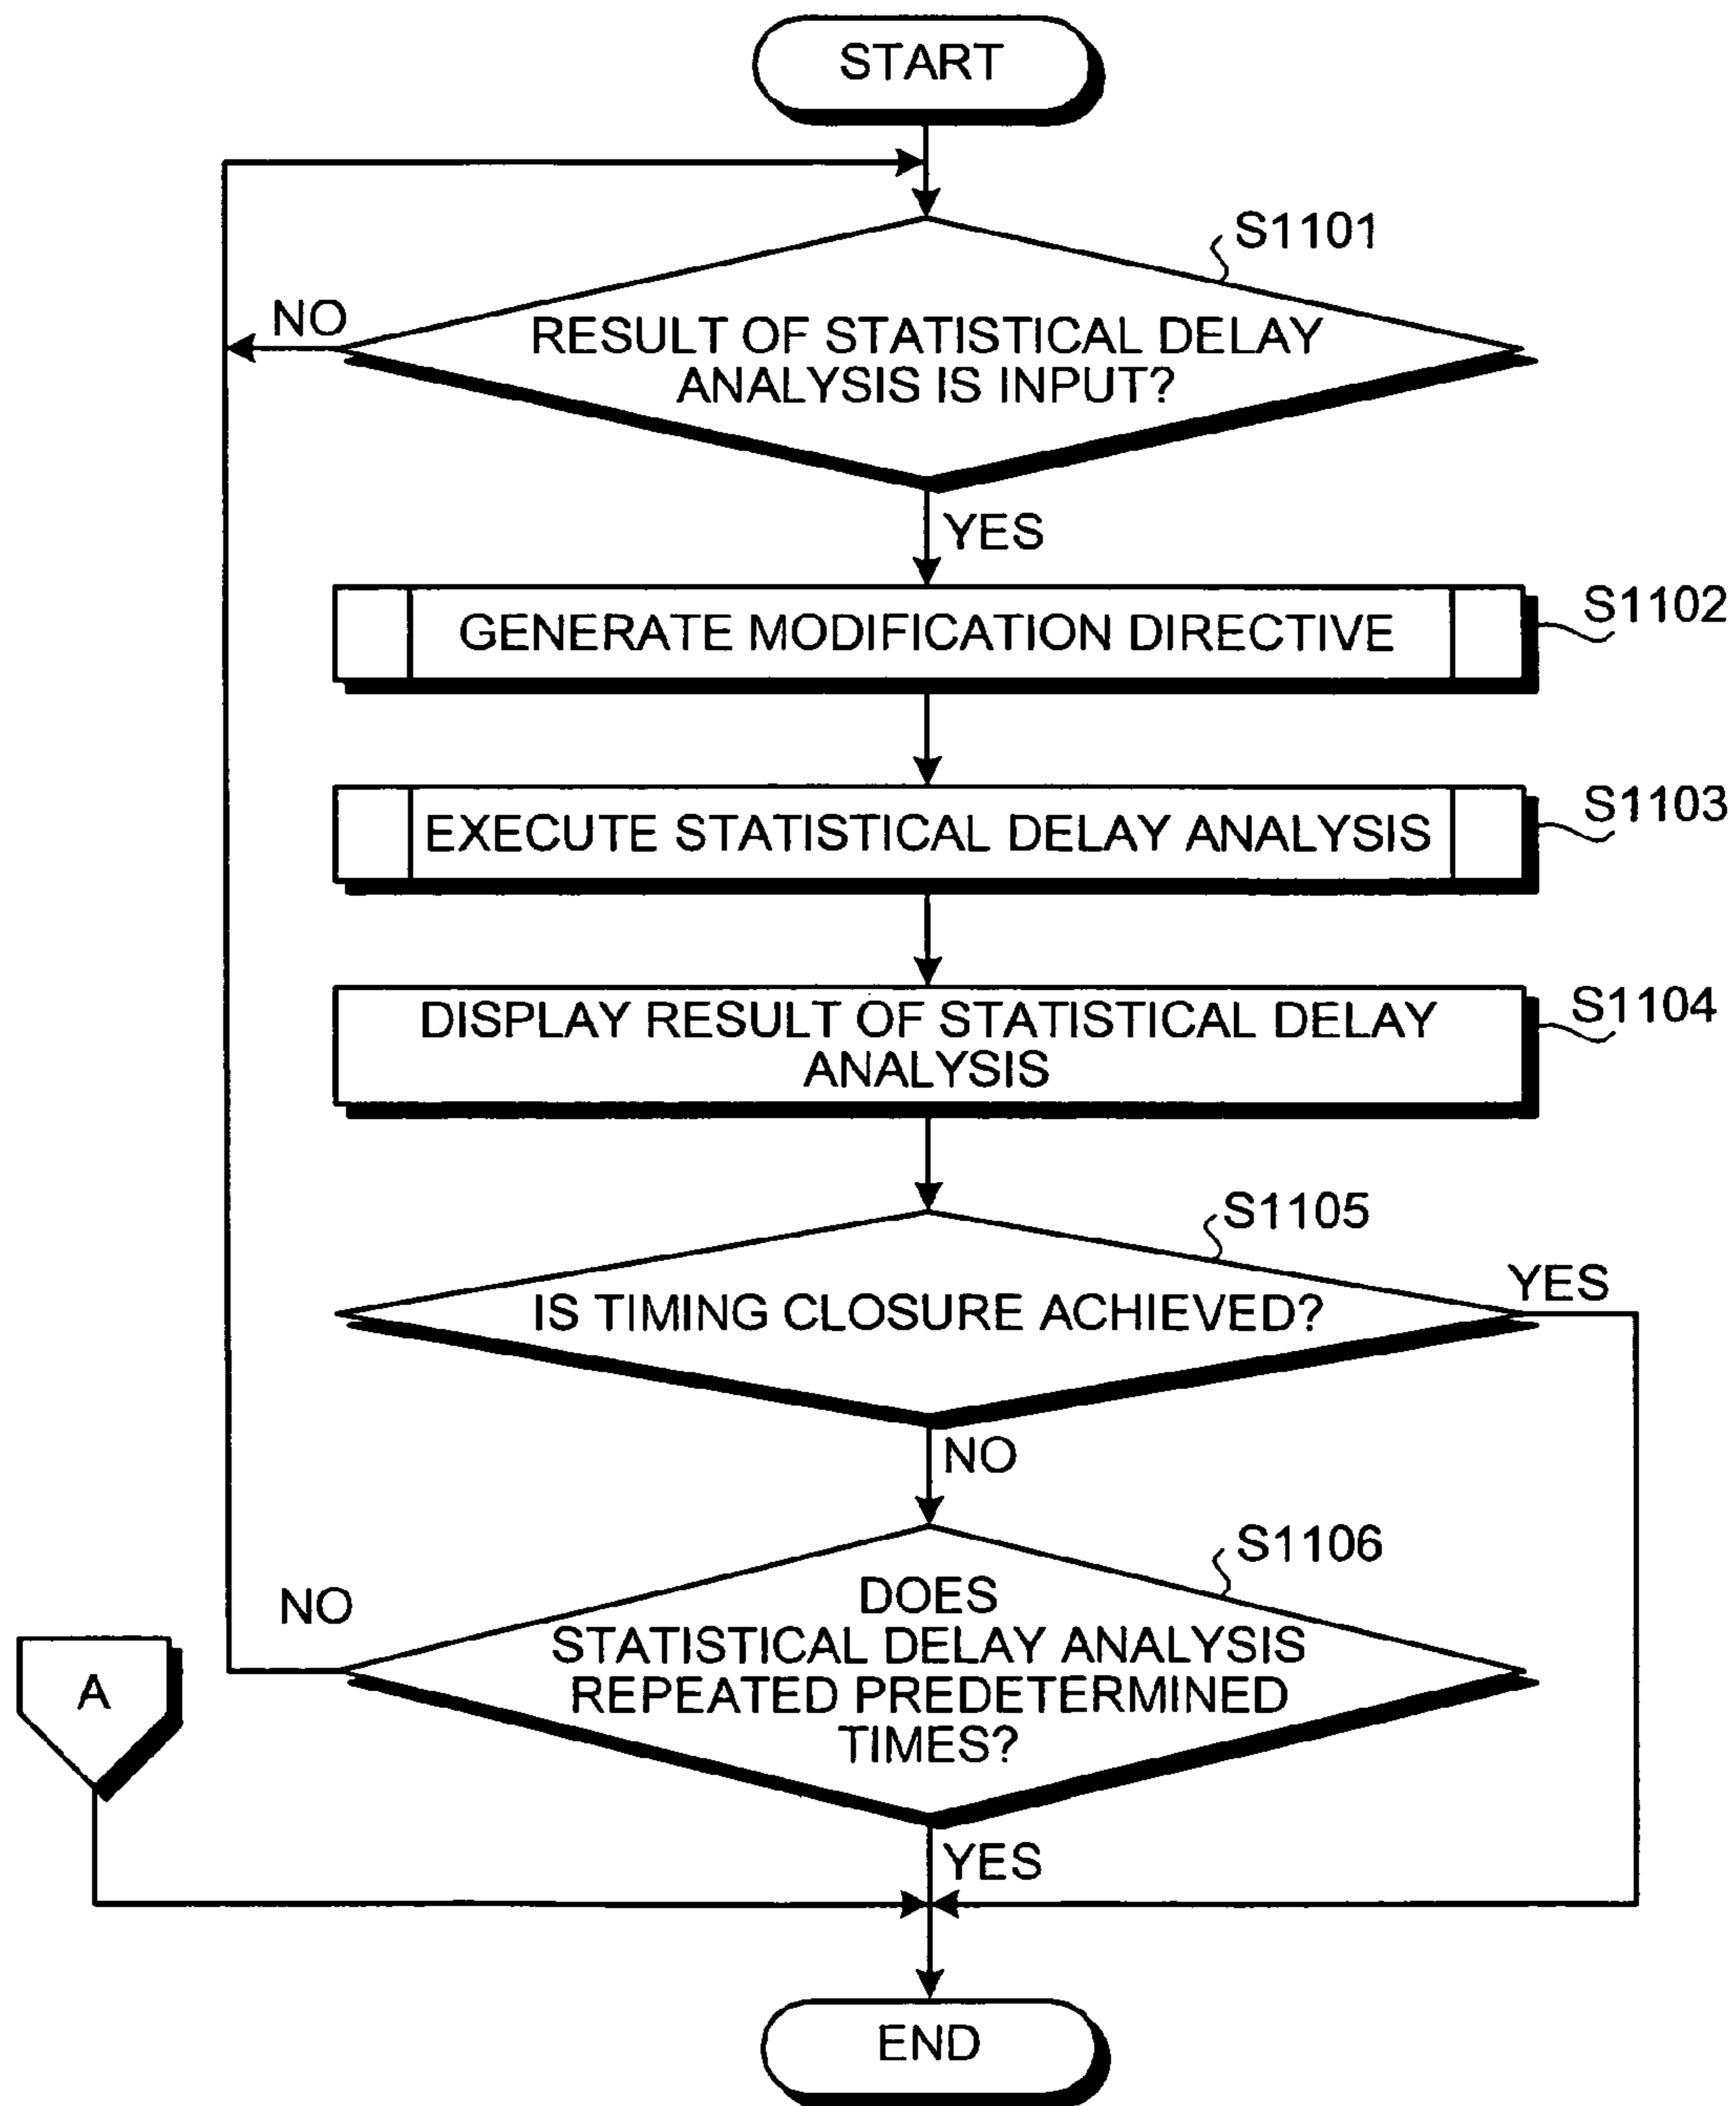 START
S1101
NO
RESULT OF STATISTICAL DELAY
ANALYSIS IS INPUT?
YES
GENERATE MODIFICATION DIRECTIVE
S1102
EXECUTE STATISTICAL DELAY ANALYSIS
S1103
DISPLAY RESULT OF STATISTICAL DELAY
ANALYSIS
S1104
S1105
YES
IS TIMING CLOSURE ACHIEVED?
NO
S1106
NO
DOES
STATISTICAL DELAY ANALYSIS
REPEATED PREDETERMINED
TIMES?
A
YES
END